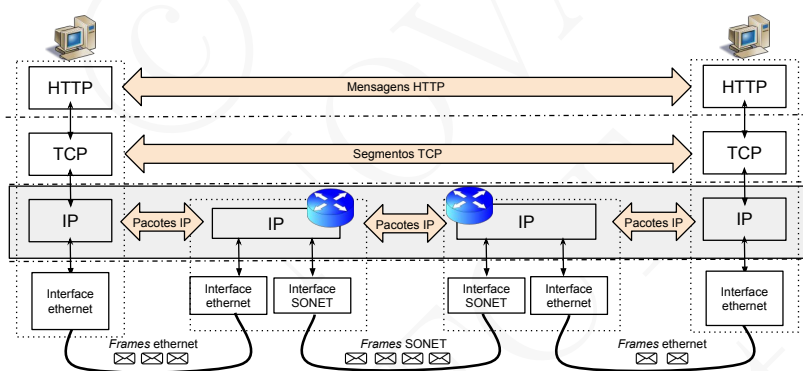 HTTP
Mensagens HTTP
HTTP
TCP
Segmentos TCP
TCP
IP
Pacotes IP
IP
Pacotes IP
IP
Pacotes IP
IP
Interface
ethernet
Interface
ethernet
Interface
SONET
Interface
SONET
Interface
ethernet
Interface
ethernet
Frames ethernet
Frames SONET
Frames ethernet